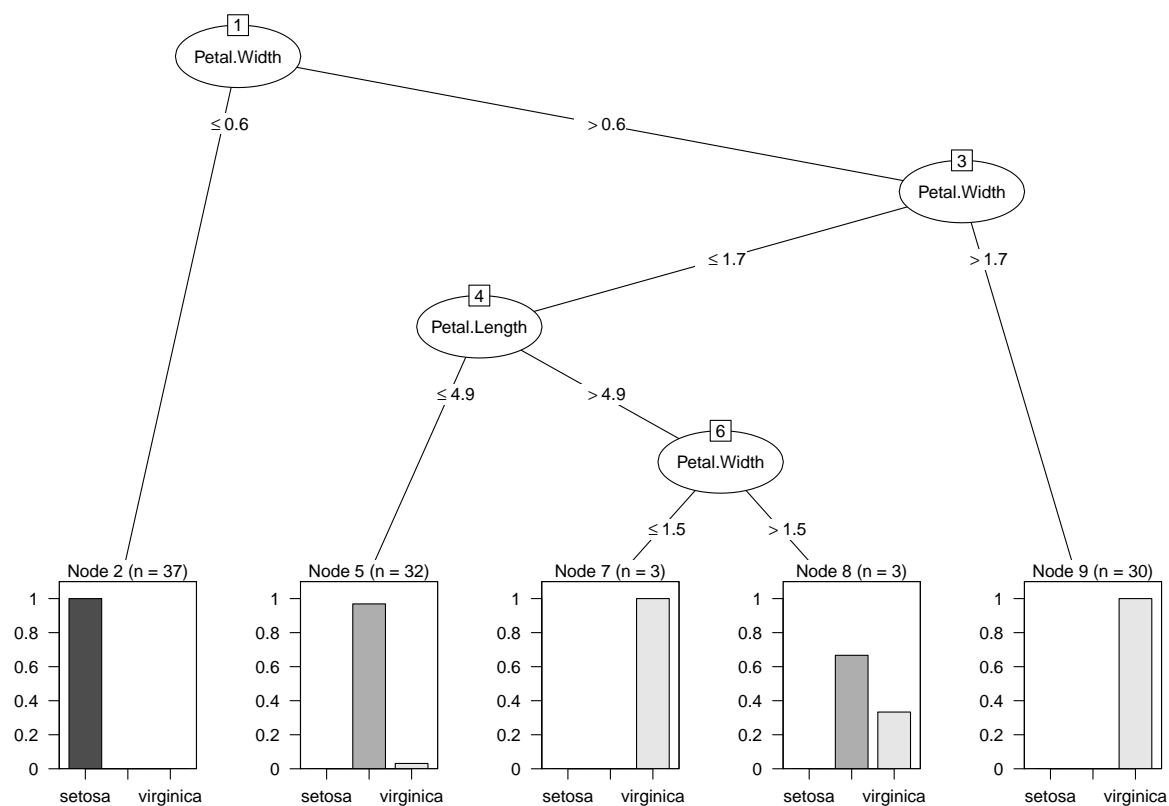 1
Petal.Width
≤ 0.6
> 0.6
3
Petal.Width
≤ 1.7
> 1.7
4
Petal.Length
≤ 4.9
> 4.9
6
Petal.Width
≤ 1.5
> 1.5
Node 2 (n = 37)
1
0.8
0.6
0.4
0.2
0
setosa
virginica
Node 5 (n = 32)
1
0.8
0.6
0.4
0.2
0
setosa
virginica
Node 7 (n = 3)
1
0.8
0.6
0.4
0.2
0
setosa
virginica
Node 8 (n = 3)
1
0.8
0.6
0.4
0.2
0
setosa
virginica
Node 9 (n = 30)
1
0.8
0.6
0.4
0.2
0
setosa
virginica